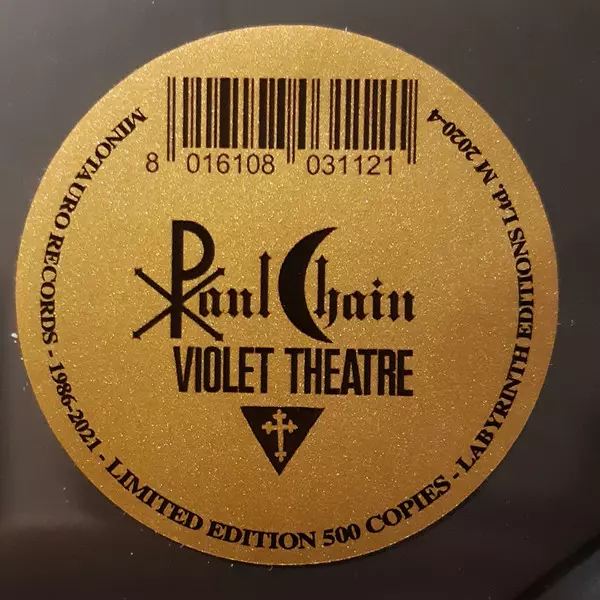 8 016108 031121
Paul Chain
VIOLET THEATRE
MINOTAURO RECORDS - 1986-2021 - LIMITED EDITION 500 COPIES - LABYRINTH EDITIONS Ltd. M 2020-4